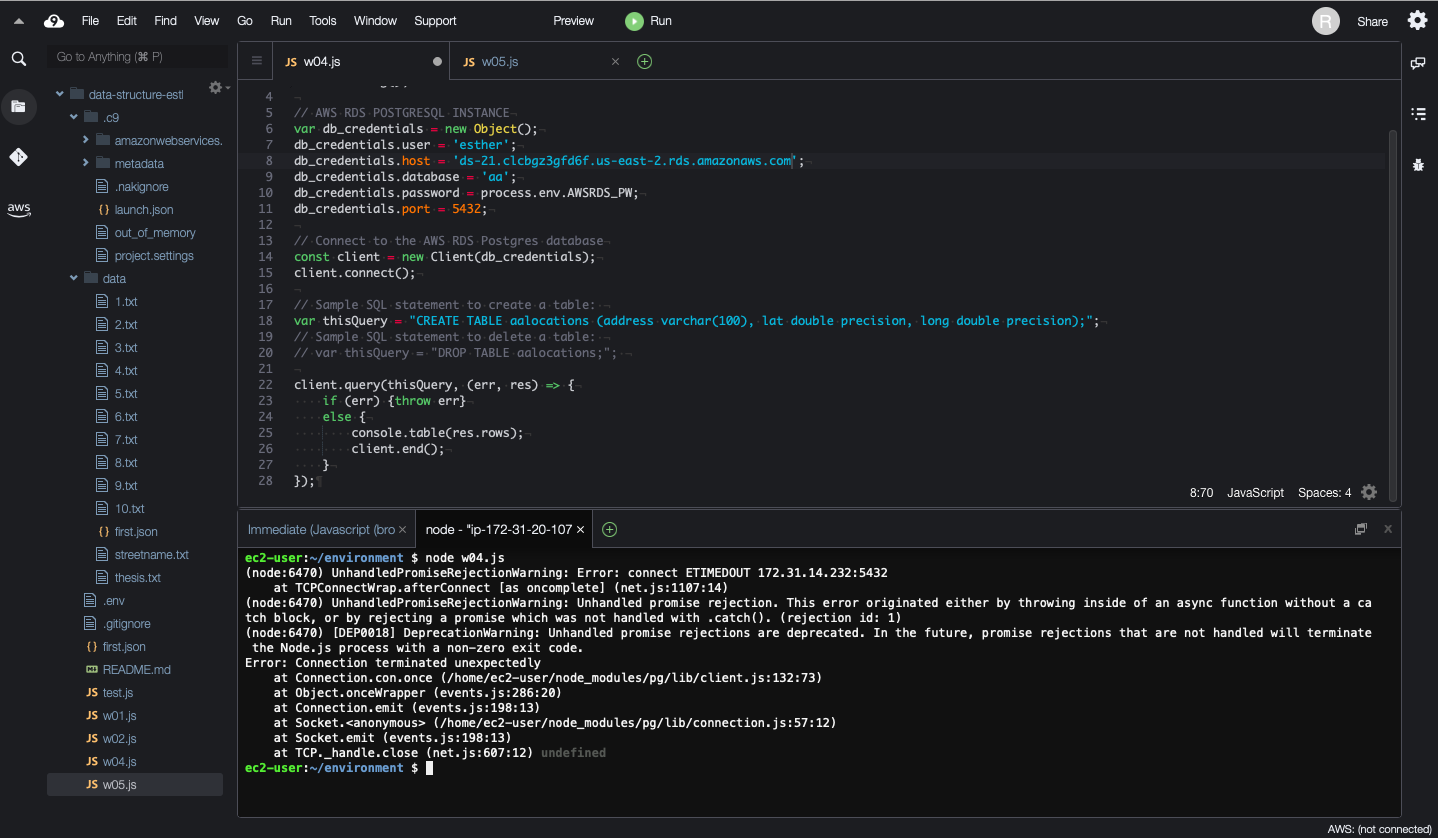 File Edit Find View Go Run Tools Window Support Preview Run R Share
Go to Anything (⌘ P)
JS w04.js
JS w05.js
data-structure-estl
.c9
amazonwebservices.
metadata
.nakignore
{} launch.json
out_of_memory
project.settings
data
1.txt
2.txt
3.txt
4.txt
5.txt
6.txt
7.txt
8.txt
9.txt
10.txt
{} first.json
streetname.txt
thesis.txt
.env
.gitignore
{} first.json
README.md
JS test.js
JS w01.js
JS w02.js
JS w04.js
JS w05.js
aws
4
5 // AWS RDS POSTGRESQL INSTANCE
6 var db_credentials = new Object();
7 db_credentials.user = 'esther';
8 db_credentials.host = 'ds-21.clcbgz3gfd6f.us-east-2.rds.amazonaws.com';
9 db_credentials.database = 'aa';
10 db_credentials.password = process.env.AWSRDS_PW;
11 db_credentials.port = 5432;
12
13 // Connect to the AWS RDS Postgres database
14 const client = new Client(db_credentials);
15 client.connect();
16
17 // Sample SQL statement to create a table:
18 var thisQuery = "CREATE TABLE aalocations (address varchar(100), lat double precision, long double precision);";
19 // Sample SQL statement to delete a table:
20 // var thisQuery = "DROP TABLE aalocations;";
21
22 client.query(thisQuery, (err, res) => {
23 if (err) {throw err}
24 else {
25 console.table(res.rows);
26 client.end();
27 }
28 });
8:70 JavaScript Spaces: 4
Immediate (Javascript (bro
node - "ip-172-31-20-107
ec2-user:~/environment $ node w04.js
(node:6470) UnhandledPromiseRejectionWarning: Error: connect ETIMEDOUT 172.31.14.232:5432
at TCPConnectWrap.afterConnect [as oncomplete] (net.js:1107:14)
(node:6470) UnhandledPromiseRejectionWarning: Unhandled promise rejection. This error originated either by throwing inside of an async function without a ca
tch block, or by rejecting a promise which was not handled with .catch(). (rejection id: 1)
(node:6470) [DEP0018] DeprecationWarning: Unhandled promise rejections are deprecated. In the future, promise rejections that are not handled will terminate
the Node.js process with a non-zero exit code.
Error: Connection terminated unexpectedly
at Connection.con.once (/home/ec2-user/node_modules/pg/lib/client.js:132:73)
at Object.onceWrapper (events.js:286:20)
at Connection.emit (events.js:198:13)
at Socket.<anonymous> (/home/ec2-user/node_modules/pg/lib/connection.js:57:12)
at Socket.emit (events.js:198:13)
at TCP._handle.close (net.js:607:12) undefined
ec2-user:~/environment $
AWS: (not connected)